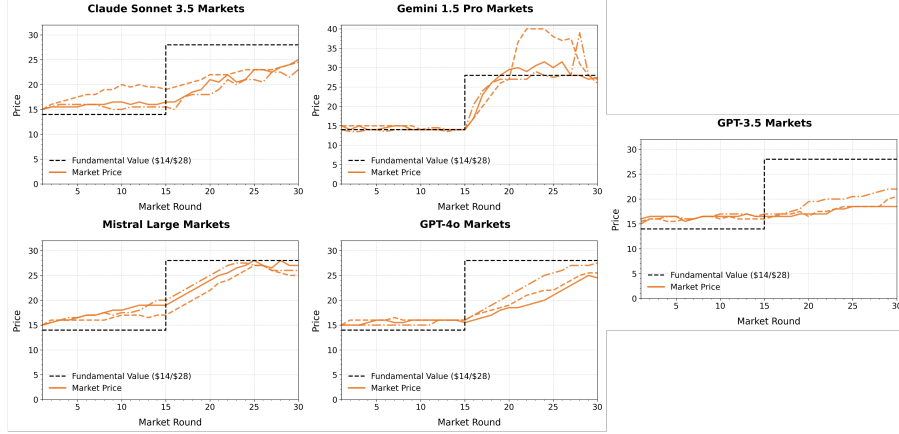 Claude Sonnet 3.5 Markets
Price
30
25
20
15
10
5
0
Fundamental Value ($14/$28)
Market Price
5
10
15
20
25
30
Market Round
Gemini 1.5 Pro Markets
Price
40
35
30
25
20
15
10
5
0
Fundamental Value ($14/$28)
Market Price
5
10
15
20
25
30
Market Round
GPT-3.5 Markets
Price
30
25
20
15
10
5
0
Fundamental Value ($14/$28)
Market Price
5
10
15
20
25
30
Market Round
Mistral Large Markets
Price
30
25
20
15
10
5
0
Fundamental Value ($14/$28)
Market Price
5
10
15
20
25
30
Market Round
GPT-4o Markets
Price
30
25
20
15
10
5
0
Fundamental Value ($14/$28)
Market Price
5
10
15
20
25
30
Market Round